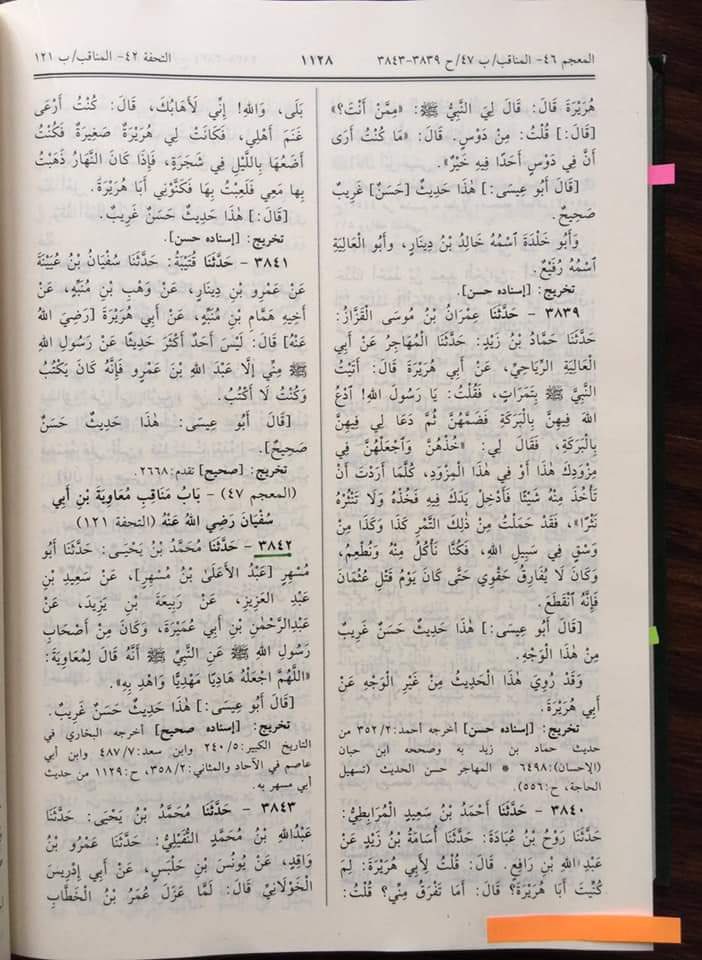 المعجم ٤٦- المناقب/ ب ٤٧/ ح ٣٨٣٩-٣٨٤٣
١١٢٨
التحفة ٤٢- المناقب/ ب ١٢١
هُرَيْرَةَ قَالَ: قَالَ لِيَ النَّبِيُّ ﷺ: «مِمَّنْ أَنْتَ؟»
[قَالَ:] قُلْتُ: مِنْ دَوْسٍ. قَالَ: «مَا كُنْتُ أَرَى
أَنَّ فِي دَوْسٍ أَحَدًا فِيهِ خَيْرٌ».
[قَالَ أَبُو عِيسَى:] هٰذَا حَدِيثٌ [حَسَنٌ] غَرِيبٌ
صَحِيحٌ.
وَأَبُو خَلْدَةَ ٱسْمُهُ خَالِدُ بْنُ دِينَارٍ، وَأَبُو الْعَالِيَةِ
ٱسْمُهُ رُفَيْعٌ.
تخريج: [إسناده حسن].
٣٨٣٩ - حَدَّثَنَا عِمْرَانُ بْنُ مُوسَى الْقَزَّازُ:
حَدَّثَنَا حَمَّادُ بْنُ زَيْدٍ: حَدَّثَنَا الْمُهَاجِرُ عَنْ أَبِي
الْعَالِيَةِ الرِّيَاحِيِّ، عَنْ أَبِي هُرَيْرَةَ قَالَ: أَتَيْتُ
النَّبِيَّ ﷺ بِتَمَرَاتٍ، فَقُلْتُ: يَا رَسُولَ اللهِ! ٱدْعُ
اللهَ فِيهِنَّ بِالْبَرَكَةِ فَضَمَّهُنَّ ثُمَّ دَعَا لِي فِيهِنَّ
بِالْبَرَكَةِ، فَقَالَ لِي: «خُذْهُنَّ وَٱجْعَلْهُنَّ فِي
مِزْوَدِكَ هٰذَا أَوْ فِي هٰذَا الْمِزْوَدِ، كُلَّمَا أَرَدْتَ أَنْ
تَأْخُذَ مِنْهُ شَيْئًا فَأَدْخِلْ يَدَكَ فِيهِ فَخُذْهُ وَلَا تَنْثُرْهُ
نَثْرًا»، فَقَدْ حَمَلْتُ مِنْ ذٰلِكَ التَّمْرِ كَذَا وَكَذَا مِنْ
وَسْقٍ فِي سَبِيلِ اللهِ، فَكُنَّا نَأْكُلُ مِنْهُ وَنُطْعِمُ،
وَكَانَ لَا يُفَارِقُ حَقْوِي حَتَّى كَانَ يَوْمُ قَتْلِ عُثْمَانَ
فَإِنَّهُ ٱنْقَطَعَ.
[قَالَ أَبُو عِيسَى:] هٰذَا حَدِيثٌ حَسَنٌ غَرِيبٌ
مِنْ هٰذَا الْوَجْهِ.
وَقَدْ رُوِيَ هٰذَا الْحَدِيثُ مِنْ غَيْرِ الْوَجْهِ عَنْ
أَبِي هُرَيْرَةَ.
تخريج: [إسناده حسن] أخرجه أحمد: ٣٥٢/٢ من
حديث حماد بن زيد به وصححه ابن حبان
(الإحسان): ٦٤٩٨ * المهاجر حسن الحديث (تسهيل
الحاجة، ح: ٥٥٦).
٣٨٤٠ - حَدَّثَنَا أَحْمَدُ بْنُ سَعِيدٍ الْمُرَابِطِيُّ:
حَدَّثَنَا رَوْحُ بْنُ عُبَادَةَ: حَدَّثَنَا أُسَامَةُ بْنُ زَيْدٍ عَنْ
عَبْدِ اللهِ بْنِ رَافِعٍ. قَالَ: قُلْتُ لِأَبِي هُرَيْرَةَ: لِمَ
كُنِّيتَ أَبَا هُرَيْرَةَ؟ قَالَ: أَمَا تَفْرَقُ مِنِّي؟ قُلْتُ:
بَلَى، وَاللهِ! إِنِّي لَأَهَابُكَ، قَالَ: كُنْتُ أَرْعَى
غَنَمَ أَهْلِي، فَكَانَتْ لِي هُرَيْرَةٌ صَغِيرَةٌ فَكُنْتُ
أَضَعُهَا بِاللَّيْلِ فِي شَجَرَةٍ، فَإِذَا كَانَ النَّهَارُ ذَهَبْتُ
بِهَا مَعِي فَلَعِبْتُ بِهَا فَكَنَّوْنِي أَبَا هُرَيْرَةَ.
[قَالَ:] هٰذَا حَدِيثٌ حَسَنٌ غَرِيبٌ.
تخريج: [إسناده حسن].
٣٨٤١ - حَدَّثَنَا قُتَيْبَةُ: حَدَّثَنَا سُفْيَانُ بْنُ عُيَيْنَةَ
عَنْ عَمْرِو بْنِ دِينَارٍ، عَنْ وَهْبِ بْنِ مُنَبِّهٍ، عَنْ
أَخِيهِ هَمَّامِ بْنِ مُنَبِّهٍ، عَنْ أَبِي هُرَيْرَةَ [رَضِيَ اللهُ
عَنْهُ] قَالَ: لَيْسَ أَحَدٌ أَكْثَرَ حَدِيثًا عَنْ رَسُولِ اللهِ
ﷺ مِنِّي إِلَّا عَبْدَ اللهِ بْنَ عَمْرٍو فَإِنَّهُ كَانَ يَكْتُبُ
وَكُنْتُ لَا أَكْتُبُ.
[قَالَ أَبُو عِيسَى: هٰذَا حَدِيثٌ حَسَنٌ
صَحِيحٌ].
تخريج: [صحيح] تقدم: ٢٦٦٨.
(المعجم ٤٧) - بَابُ مَنَاقِبِ مُعَاوِيَةَ بْنِ أَبِي
سُفْيَانَ رَضِيَ اللهُ عَنْهُ (التحفة ١٢١)
٣٨٤٢ - حَدَّثَنَا مُحَمَّدُ بْنُ يَحْيَى: حَدَّثَنَا أَبُو
مُسْهِرٍ [عَبْدُ الأَعْلَى بْنُ مُسْهِرٍ]، عَنْ سَعِيدِ بْنِ
عَبْدِ الْعَزِيزِ، عَنْ رَبِيعَةَ بْنِ يَزِيدَ، عَنْ
عَبْدِالرَّحْمٰنِ بْنِ أَبِي عُمَيْرَةَ، وَكَانَ مِنْ أَصْحَابِ
رَسُولِ اللهِ ﷺ عَنِ النَّبِيِّ ﷺ أَنَّهُ قَالَ لِمُعَاوِيَةَ:
«اللَّهُمَّ اجْعَلْهُ هَادِيًا مَهْدِيًّا وَاهْدِ بِهِ».
[قَالَ أَبُو عِيسَى:] هٰذَا حَدِيثٌ حَسَنٌ غَرِيبٌ.
تخريج: [إسناده صحيح] أخرجه البخاري في
التاريخ الكبير: ٢٤٠/٥ وابن سعد: ٤٨٧/٧ وابن أبي
عاصم في الآحاد والمثاني: ٣٥٨/٢، ح: ١١٢٩ من حديث
أبي مسهر به.
٣٨٤٣ - حَدَّثَنَا مُحَمَّدُ بْنُ يَحْيَى: حَدَّثَنَا
عَبْدُاللهِ بْنُ مُحَمَّدٍ النُّفَيْلِيُّ: حَدَّثَنَا عَمْرُو بْنُ
وَاقِدٍ، عَنْ يُونُسَ بْنِ حَلْبَسٍ، عَنْ أَبِي إِدْرِيسَ
الْخَوْلَانِيِّ قَالَ: لَمَّا عَزَلَ عُمَرُ بْنُ الْخَطَّابِ